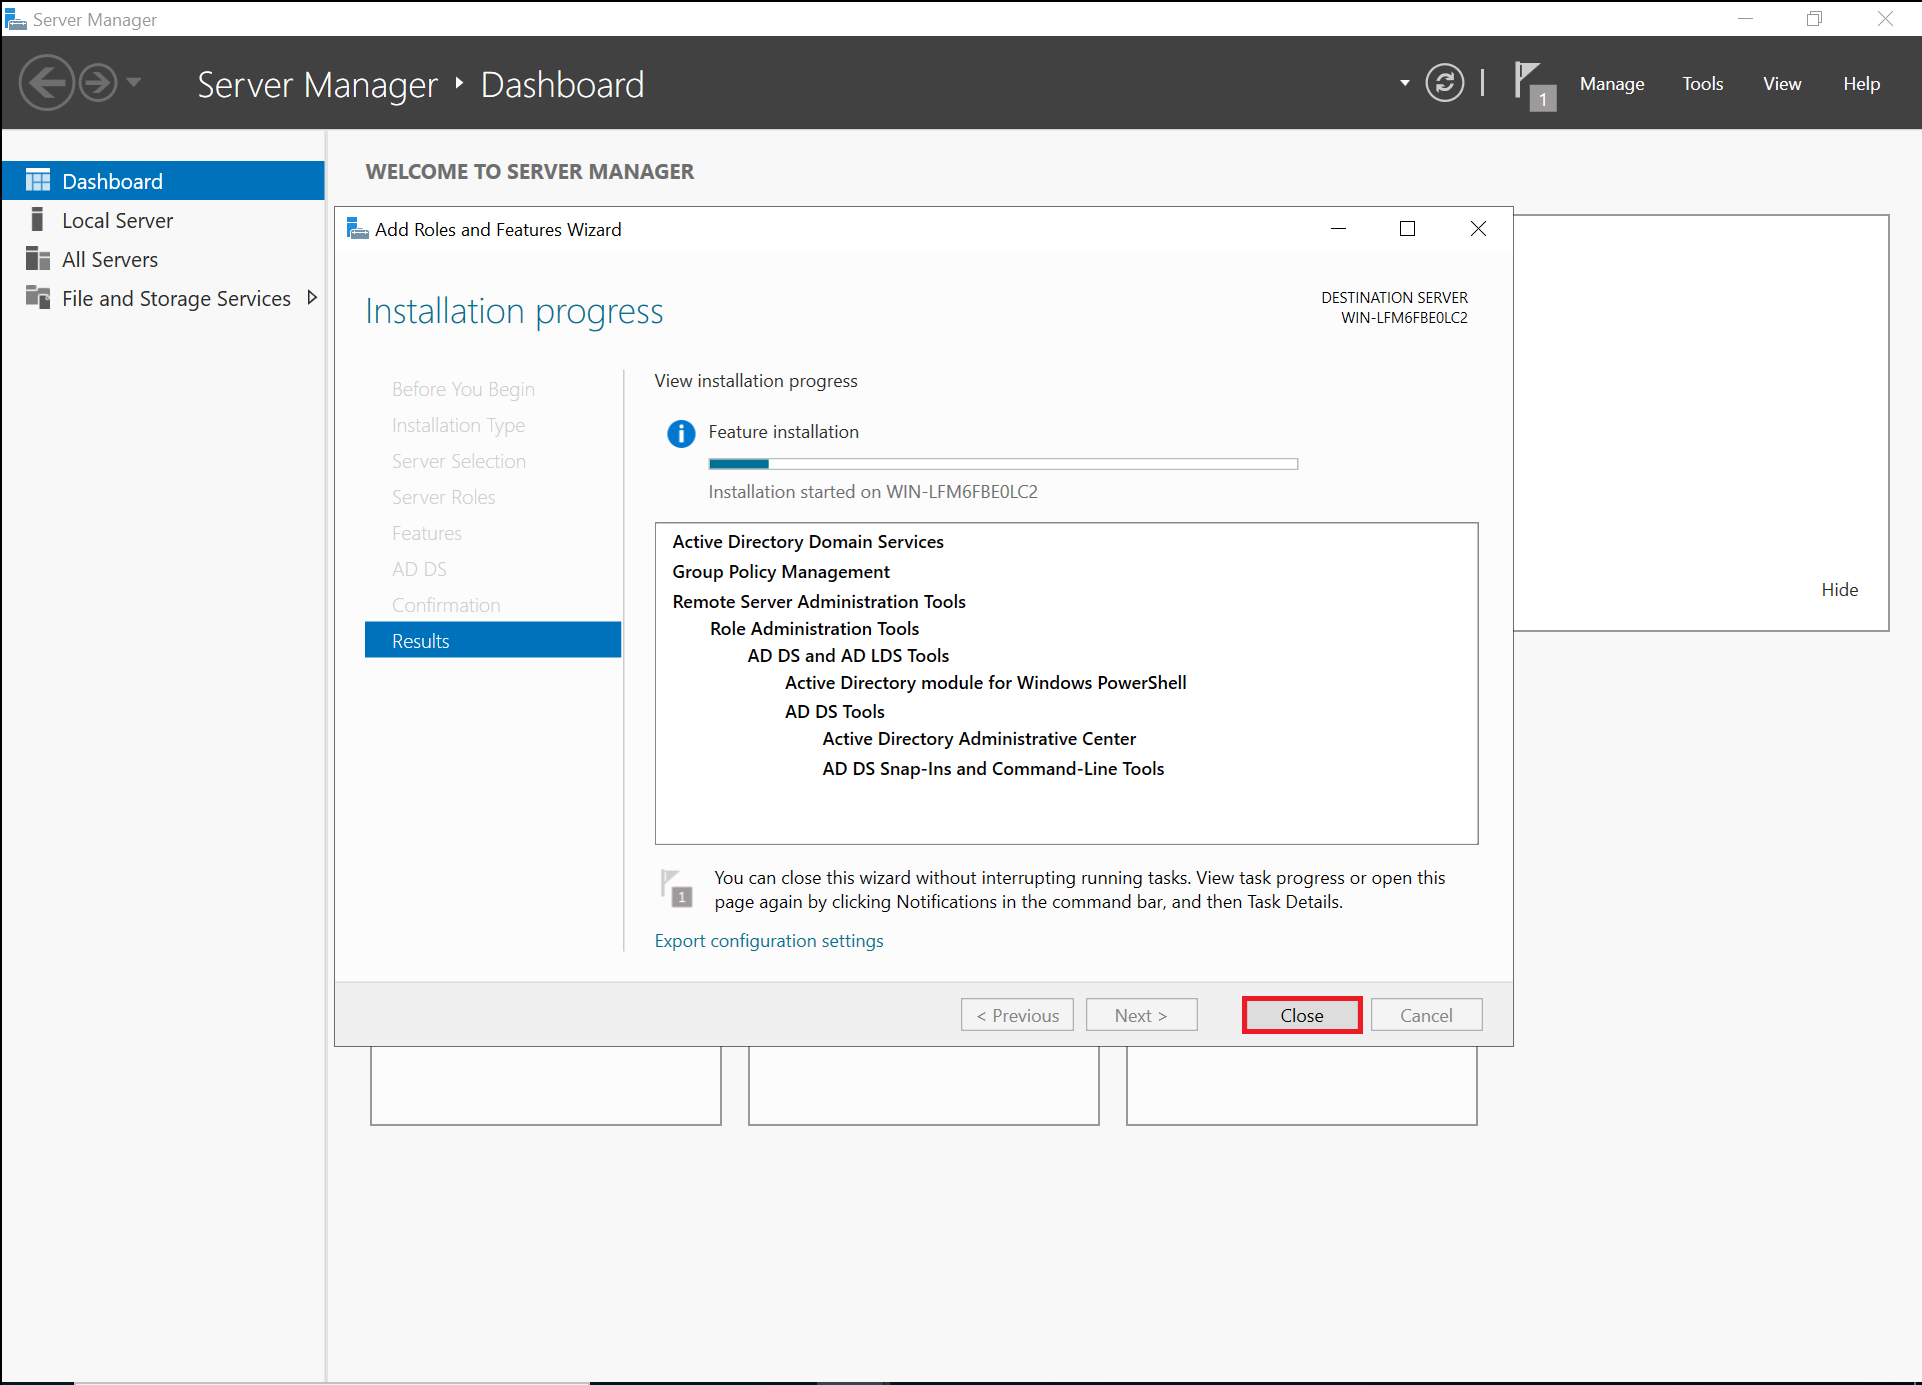 Server Manager
Server Manager ‣ Dashboard
1
Manage
Tools
View
Help
Dashboard
Local Server
All Servers
File and Storage Services
WELCOME TO SERVER MANAGER
Hide
Add Roles and Features Wizard
Installation progress
DESTINATION SERVER
WIN-LFM6FBE0LC2
Before You Begin
Installation Type
Server Selection
Server Roles
Features
AD DS
Confirmation
Results
View installation progress
Feature installation
Installation started on WIN-LFM6FBE0LC2
Active Directory Domain Services
Group Policy Management
Remote Server Administration Tools
Role Administration Tools
AD DS and AD LDS Tools
Active Directory module for Windows PowerShell
AD DS Tools
Active Directory Administrative Center
AD DS Snap-Ins and Command-Line Tools
1
You can close this wizard without interrupting running tasks. View task progress or open this
page again by clicking Notifications in the command bar, and then Task Details.
Export configuration settings
< Previous
Next >
Close
Cancel